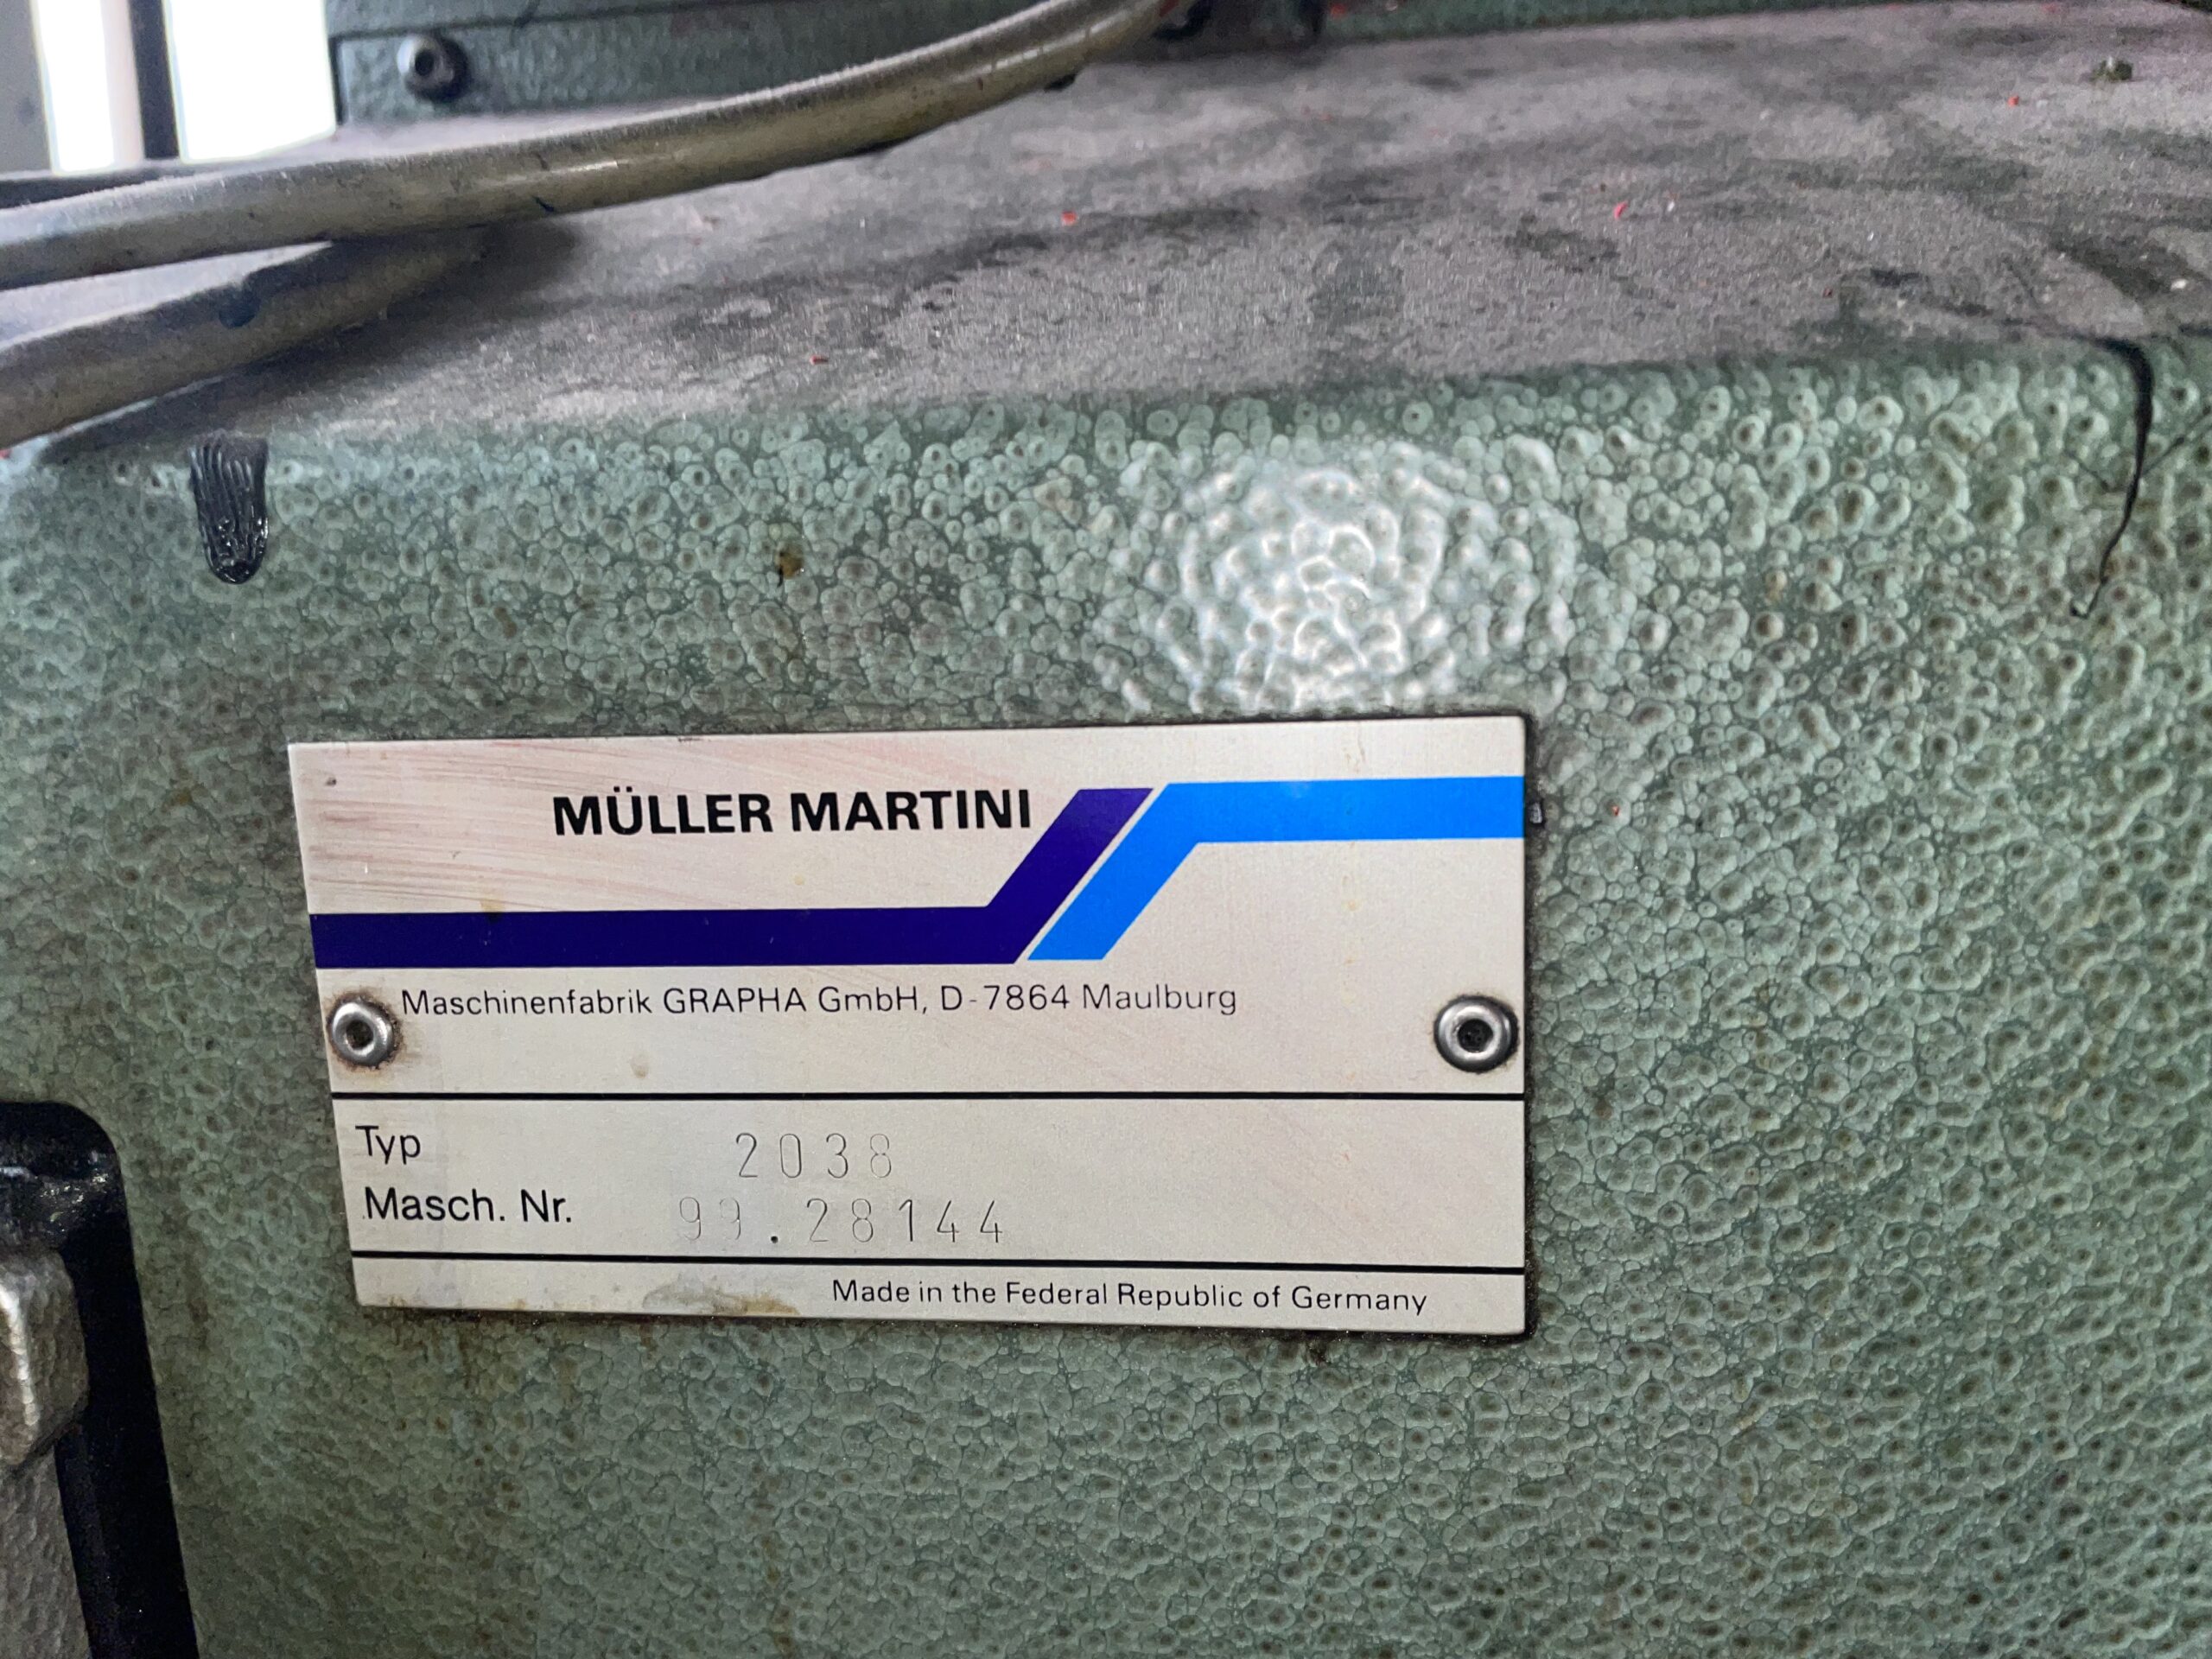 MÜLLER MARTINI
Maschinenfabrik GRAPHA GmbH, D-7864 Maulburg
Typ 2038
Masch. Nr. 99.28144
Made in the Federal Republic of Germany